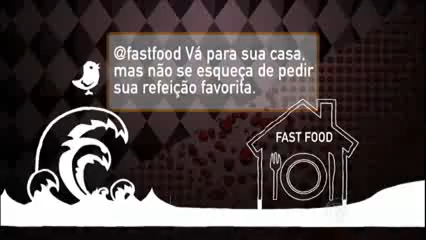 @fastfood Vá para sua casa,
mas não se esqueça de pedir
sua refeição favorita.
FAST FOOD